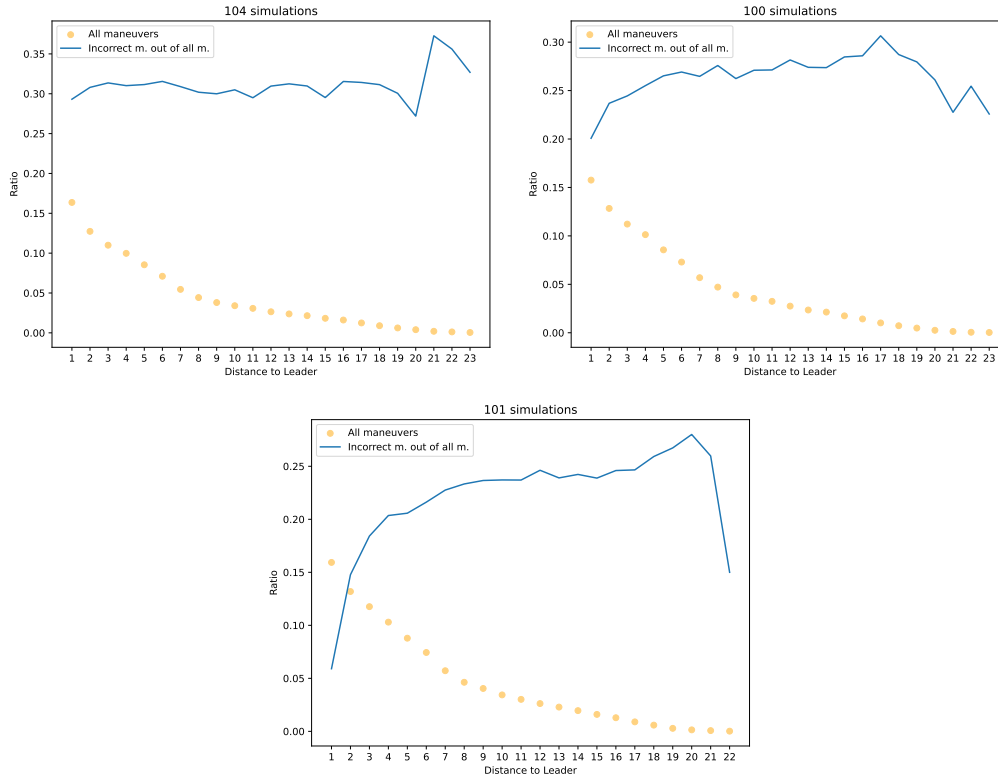 104 simulations
All maneuvers
Incorrect m. out of all m.
0.35
0.30
0.25
0.20
0.15
0.10
0.05
0.00
Ratio
1 2 3 4 5 6 7 8 9 10 11 12 13 14 15 16 17 18 19 20 21 22 23
Distance to Leader
100 simulations
All maneuvers
Incorrect m. out of all m.
0.30
0.25
0.20
0.15
0.10
0.05
0.00
Ratio
1 2 3 4 5 6 7 8 9 10 11 12 13 14 15 16 17 18 19 20 21 22 23
Distance to Leader
101 simulations
All maneuvers
Incorrect m. out of all m.
0.25
0.20
0.15
0.10
0.05
0.00
Ratio
1 2 3 4 5 6 7 8 9 10 11 12 13 14 15 16 17 18 19 20 21 22
Distance to Leader